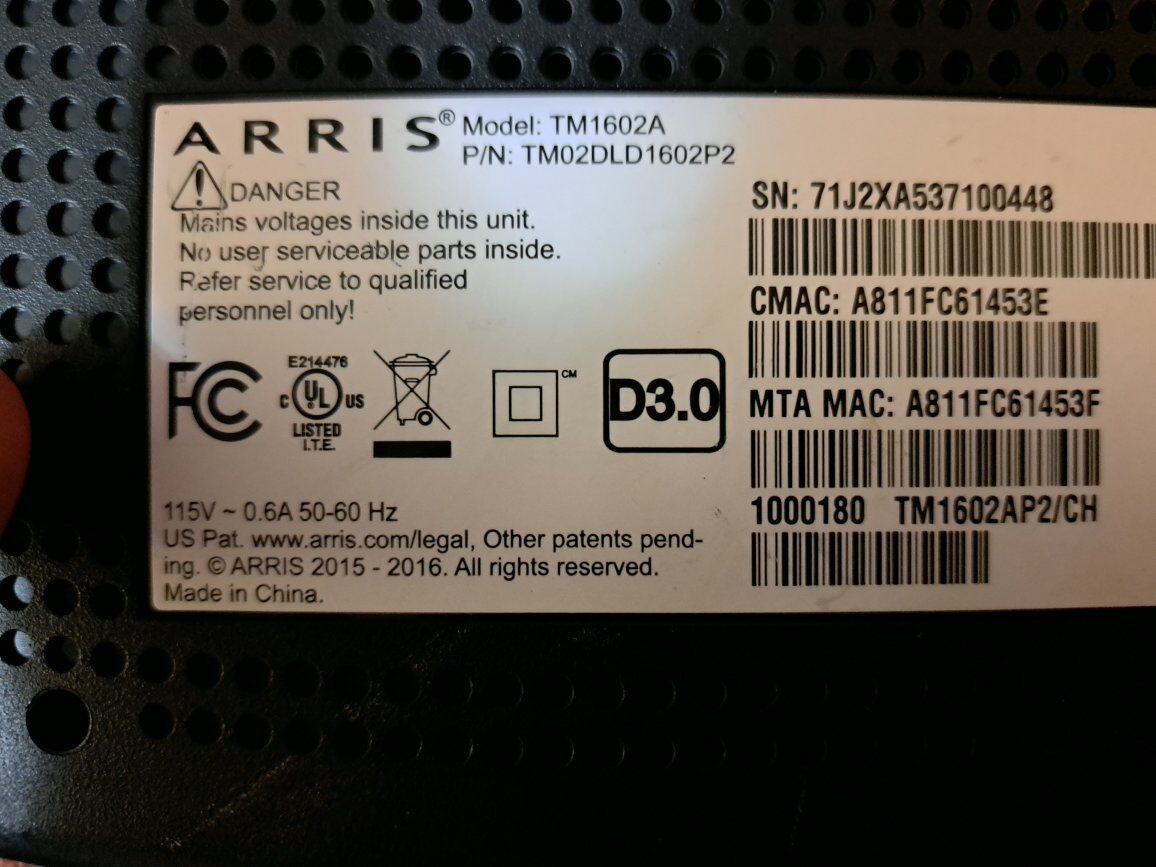 ARRIS® Model: TM1602A
P/N: TM02DLD1602P2
DANGER
Mains voltages inside this unit.
No user serviceable parts inside.
Refer service to qualified
personnel only!
FC
E214476
C UL US
LISTED
I.T.E.
CM
D3.0
115V ~ 0.6A 50-60 Hz
US Pat. www.arris.com/legal, Other patents pend-
ing. © ARRIS 2015 - 2016. All rights reserved.
Made in China.
SN: 71J2XA537100448
CMAC: A811FC61453E
MTA MAC: A811FC61453F
1000180 TM1602AP2/CH